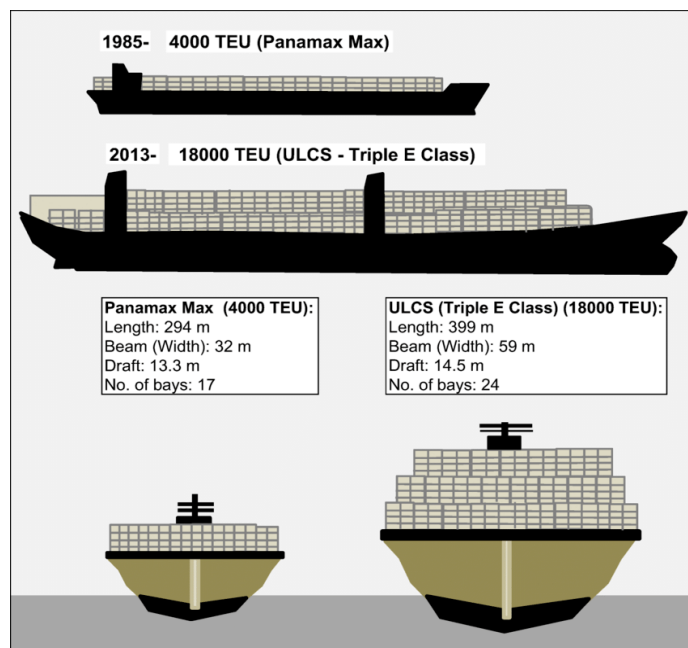 1985- 4000 TEU (Panamax Max)
2013- 18000 TEU (ULCS - Triple E Class)
Panamax Max (4000 TEU):
Length: 294 m
Beam (Width): 32 m
Draft: 13.3 m
No. of bays: 17
ULCS (Triple E Class) (18000 TEU):
Length: 399 m
Beam (Width): 59 m
Draft: 14.5 m
No. of bays: 24